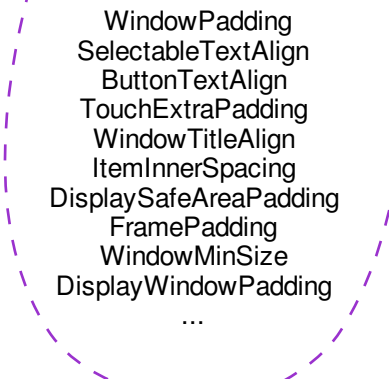 WindowPadding
SelectableTextAlign
ButtonTextAlign
TouchExtraPadding
WindowTitleAlign
ItemInnerSpacing
DisplaySafeAreaPadding
FramePadding
WindowMinSize
DisplayWindowPadding
...